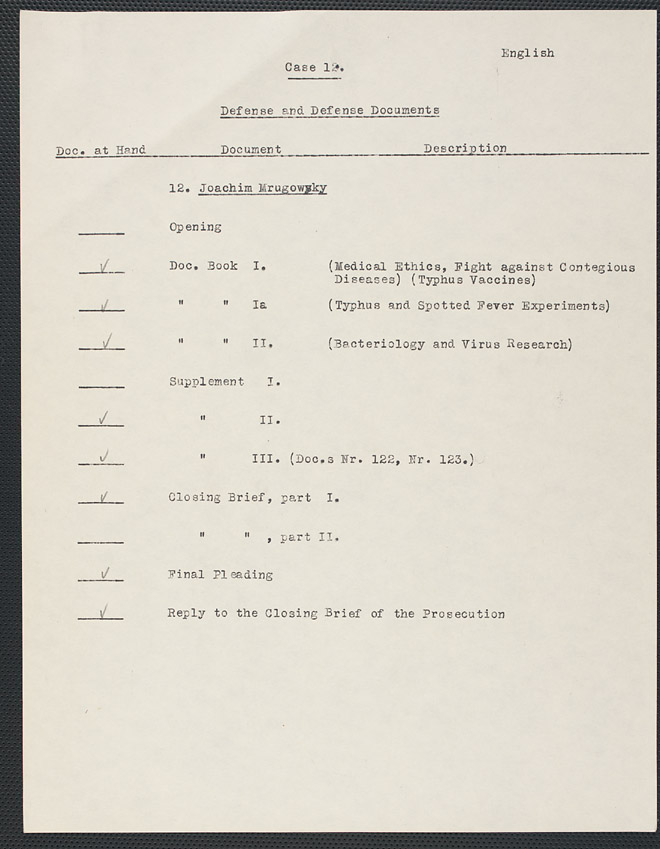 English
Case 12.
Defense and Defense Documents
Doc. at Hand Document Description
12. Joachim Mrugowsky
Opening
✓ Doc. Book I. (Medical Ethics, Fight against Contegious
Diseases) (Typhus Vaccines)
✓ " " Ia (Typhus and Spotted Fever Experiments)
✓ " " II. (Bacteriology and Virus Research)
Supplement I.
✓ " II.
✓ " III. (Doc.s Nr. 122, Nr. 123.)
✓ Closing Brief, part I.
" " , part II.
✓ Final Pleading
✓ Reply to the Closing Brief of the Prosecution